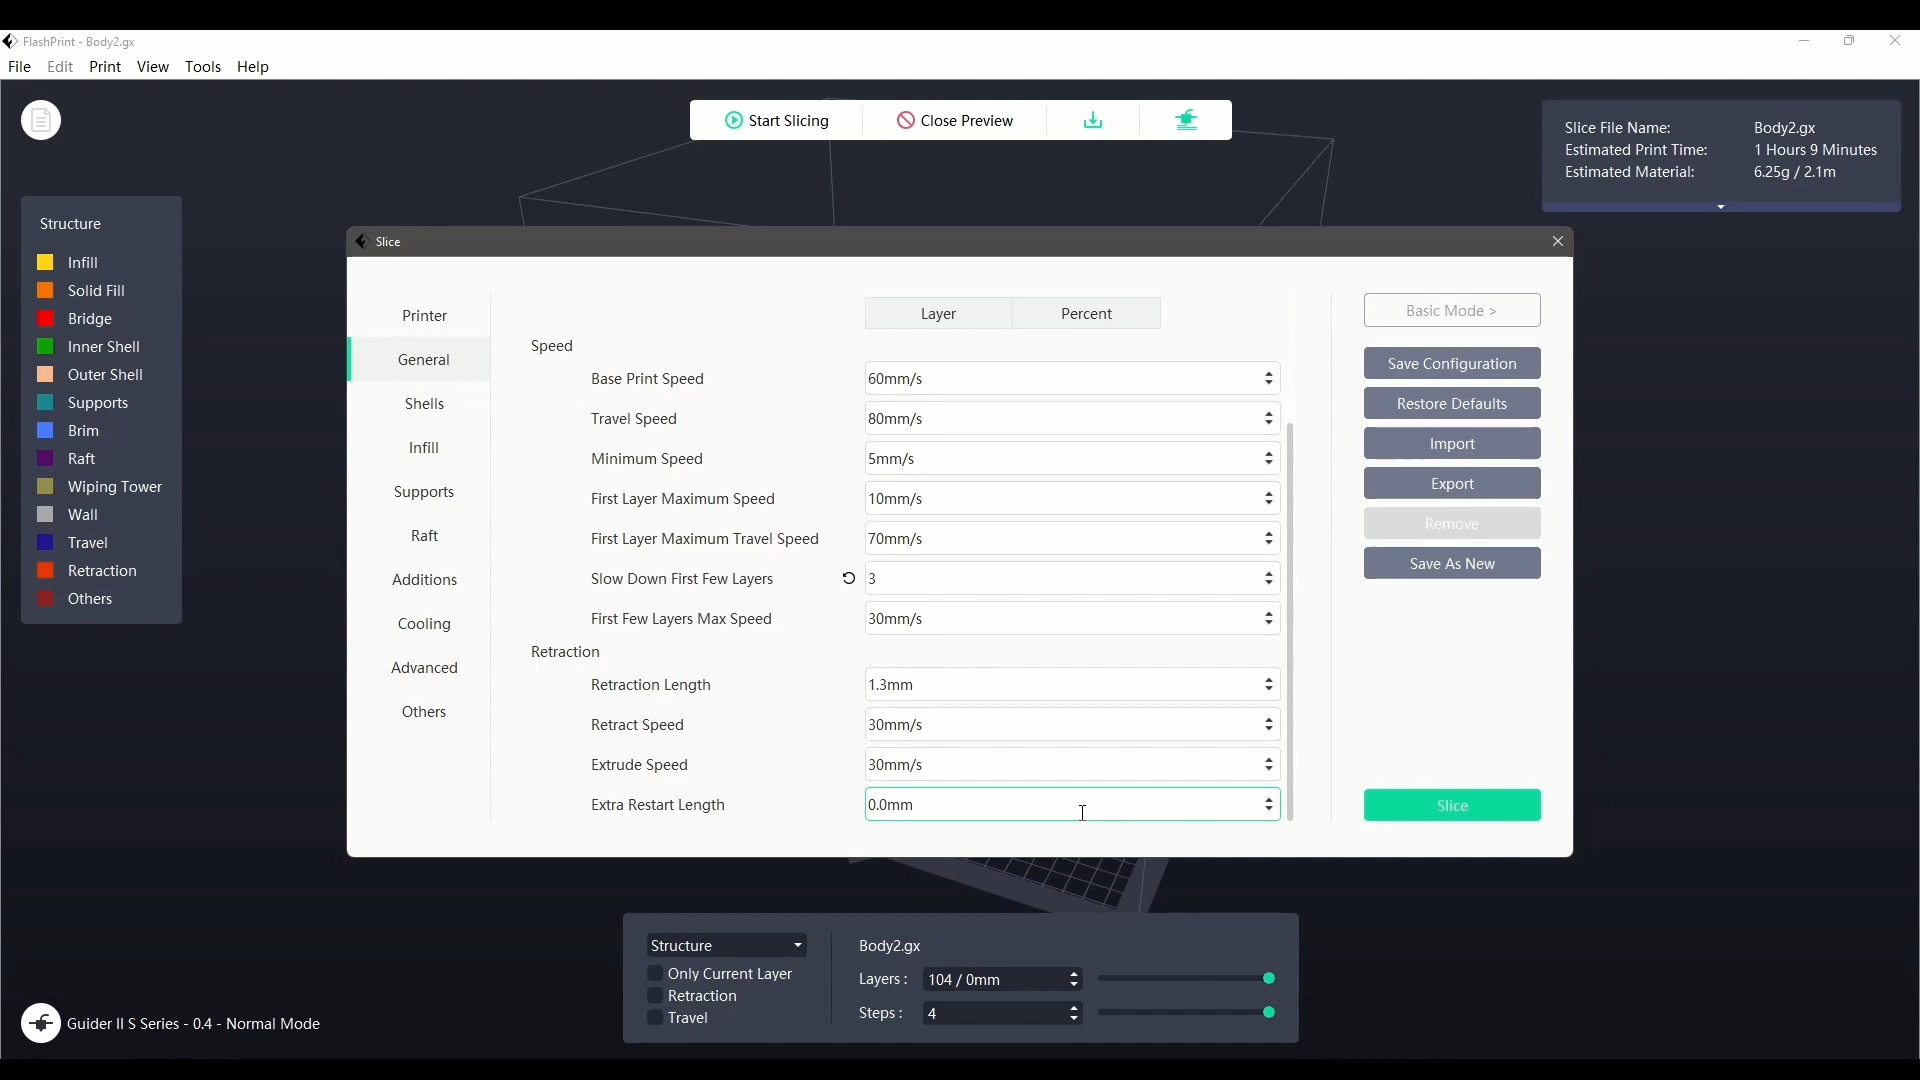 FlashPrint - Body2.gx
File Edit Print View Tools Help
Start Slicing Close Preview
Slice File Name: Body2.gx
Estimated Print Time: 1 Hours 9 Minutes
Estimated Material: 6.25g / 2.1m
Structure
Infill
Solid Fill
Bridge
Inner Shell
Outer Shell
Supports
Brim
Raft
Wiping Tower
Wall
Travel
Retraction
Others
Slice
Printer
General
Shells
Infill
Supports
Raft
Additions
Cooling
Advanced
Others
Layer Percent
Speed
Base Print Speed 60mm/s
Travel Speed 80mm/s
Minimum Speed 5mm/s
First Layer Maximum Speed 10mm/s
First Layer Maximum Travel Speed 70mm/s
Slow Down First Few Layers 3
First Few Layers Max Speed 30mm/s
Retraction
Retraction Length 1.3mm
Retract Speed 30mm/s
Extrude Speed 30mm/s
Extra Restart Length 0.0mm
Basic Mode >
Save Configuration
Restore Defaults
Import
Export
Remove
Save As New
Slice
Structure
Only Current Layer
Retraction
Travel
Body2.gx
Layers : 104 / 0mm
Steps : 4
Guider II S Series - 0.4 - Normal Mode